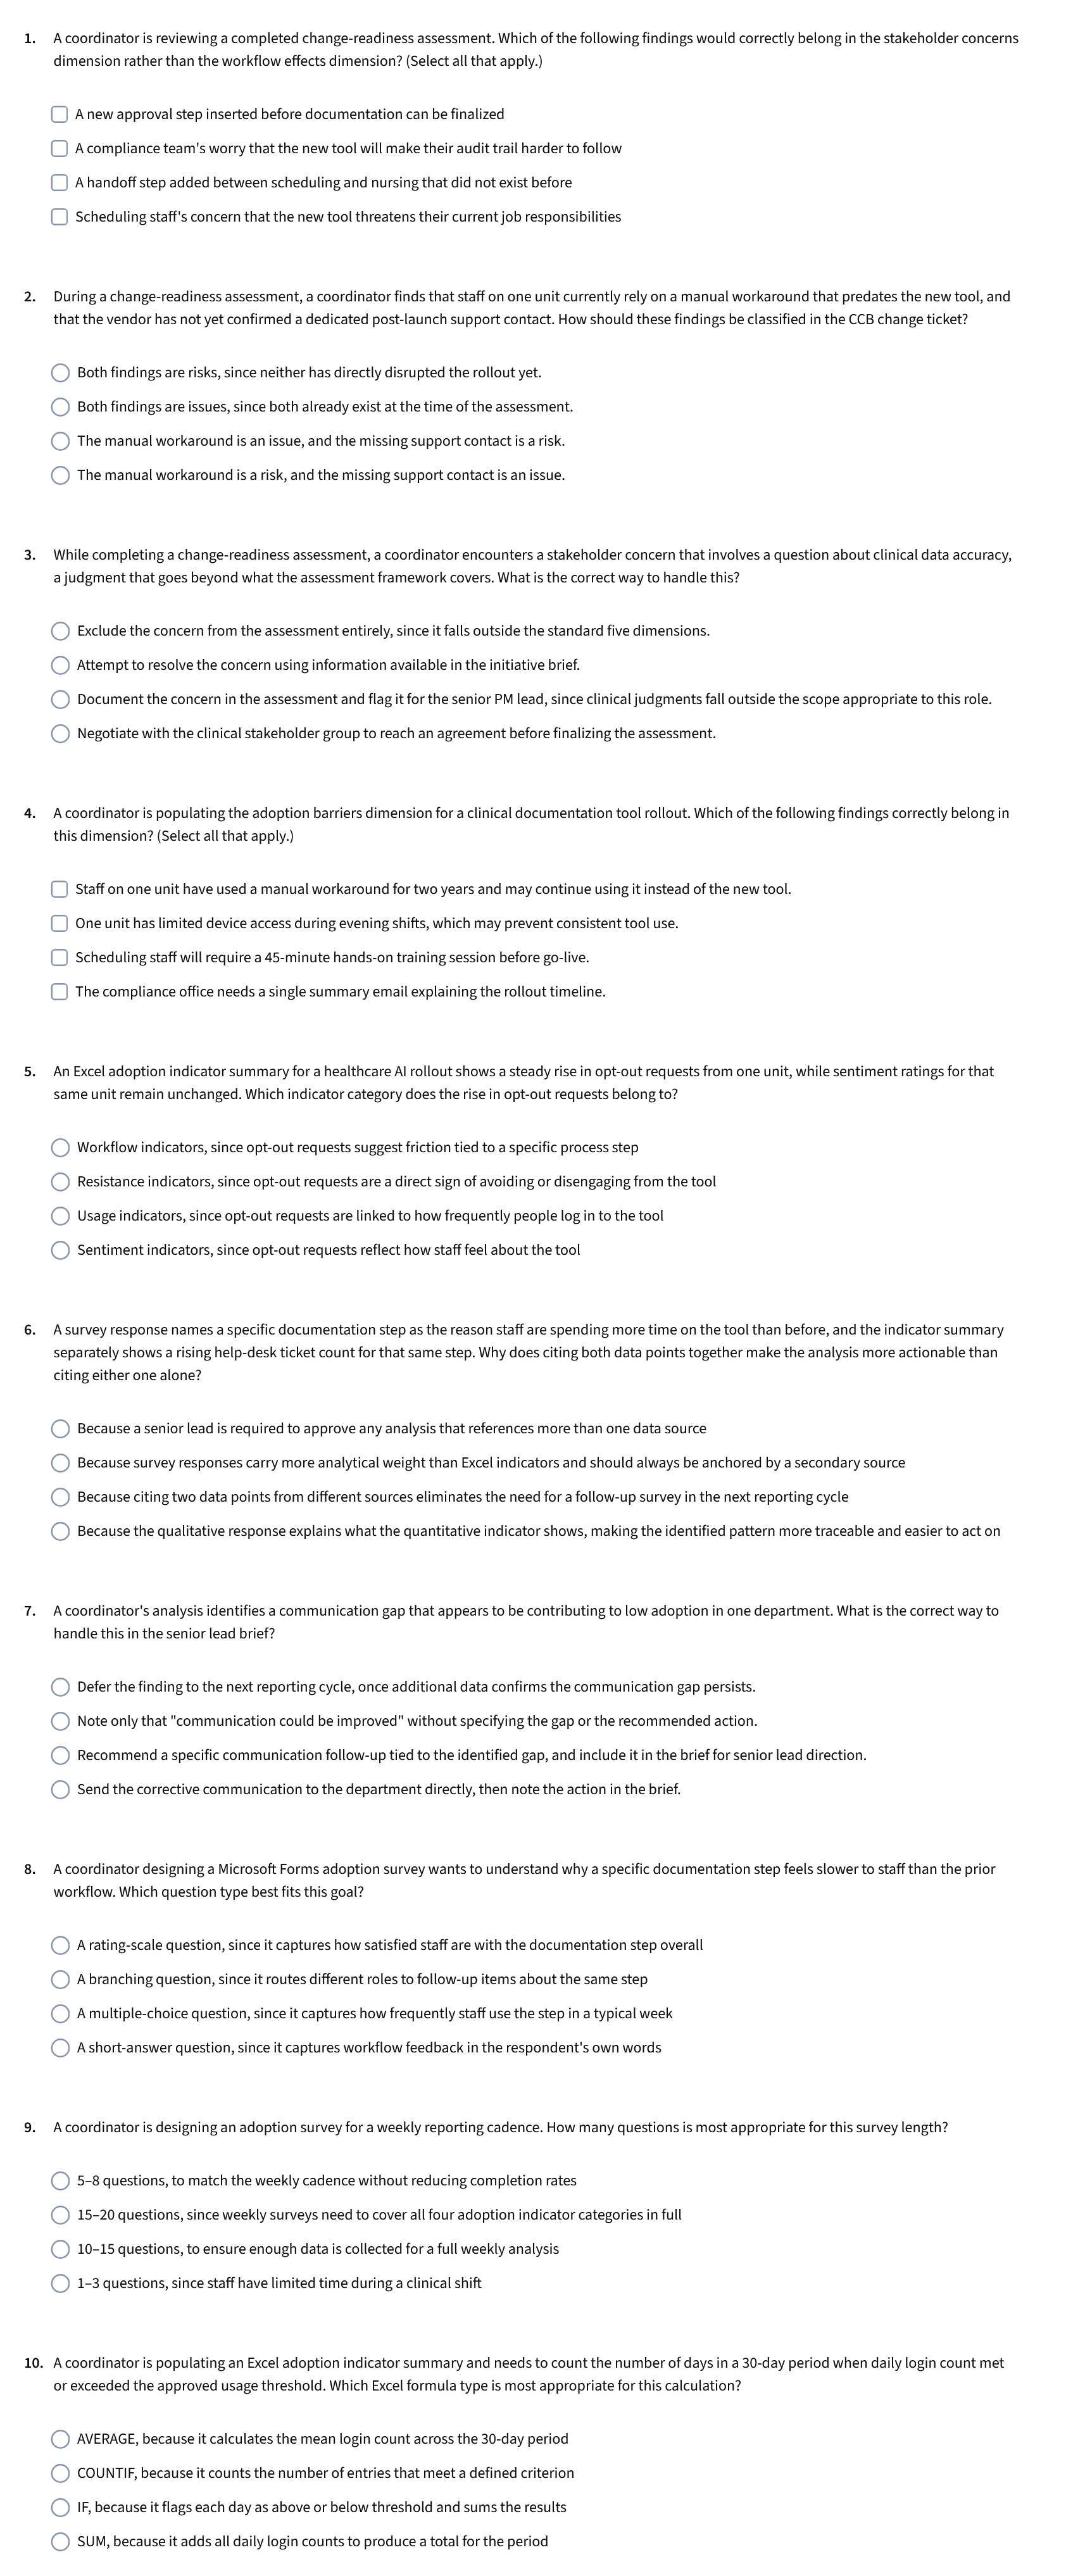 1. A coordinator is reviewing a completed change-readiness assessment. Which of the following findings would correctly belong in the stakeholder concerns
dimension rather than the workflow effects dimension? (Select all that apply.)
A new approval step inserted before documentation can be finalized
A compliance team's worry that the new tool will make their audit trail harder to follow
A handoff step added between scheduling and nursing that did not exist before
Scheduling staff's concern that the new tool threatens their current job responsibilities
2. During a change-readiness assessment, a coordinator finds that staff on one unit currently rely on a manual workaround that predates the new tool, and
that the vendor has not yet confirmed a dedicated post-launch support contact. How should these findings be classified in the CCB change ticket?
Both findings are risks, since neither has directly disrupted the rollout yet.
Both findings are issues, since both already exist at the time of the assessment.
The manual workaround is an issue, and the missing support contact is a risk.
The manual workaround is a risk, and the missing support contact is an issue.
3. While completing a change-readiness assessment, a coordinator encounters a stakeholder concern that involves a question about clinical data accuracy,
a judgment that goes beyond what the assessment framework covers. What is the correct way to handle this?
Exclude the concern from the assessment entirely, since it falls outside the standard five dimensions.
Attempt to resolve the concern using information available in the initiative brief.
Document the concern in the assessment and flag it for the senior PM lead, since clinical judgments fall outside the scope appropriate to this role.
Negotiate with the clinical stakeholder group to reach an agreement before finalizing the assessment.
4. A coordinator is populating the adoption barriers dimension for a clinical documentation tool rollout. Which of the following findings correctly belong in
this dimension? (Select all that apply.)
Staff on one unit have used a manual workaround for two years and may continue using it instead of the new tool.
One unit has limited device access during evening shifts, which may prevent consistent tool use.
Scheduling staff will require a 45-minute hands-on training session before go-live.
The compliance office needs a single summary email explaining the rollout timeline.
5. An Excel adoption indicator summary for a healthcare AI rollout shows a steady rise in opt-out requests from one unit, while sentiment ratings for that
same unit remain unchanged. Which indicator category does the rise in opt-out requests belong to?
Workflow indicators, since opt-out requests suggest friction tied to a specific process step
Resistance indicators, since opt-out requests are a direct sign of avoiding or disengaging from the tool
Usage indicators, since opt-out requests are linked to how frequently people log in to the tool
Sentiment indicators, since opt-out requests reflect how staff feel about the tool
6. A survey response names a specific documentation step as the reason staff are spending more time on the tool than before, and the indicator summary
separately shows a rising help-desk ticket count for that same step. Why does citing both data points together make the analysis more actionable than
citing either one alone?
Because a senior lead is required to approve any analysis that references more than one data source
Because survey responses carry more analytical weight than Excel indicators and should always be anchored by a secondary source
Because citing two data points from different sources eliminates the need for a follow-up survey in the next reporting cycle
Because the qualitative response explains what the quantitative indicator shows, making the identified pattern more traceable and easier to act on
7. A coordinator's analysis identifies a communication gap that appears to be contributing to low adoption in one department. What is the correct way to
handle this in the senior lead brief?
Defer the finding to the next reporting cycle, once additional data confirms the communication gap persists.
Note only that "communication could be improved" without specifying the gap or the recommended action.
Recommend a specific communication follow-up tied to the identified gap, and include it in the brief for senior lead direction.
Send the corrective communication to the department directly, then note the action in the brief.
8. A coordinator designing a Microsoft Forms adoption survey wants to understand why a specific documentation step feels slower to staff than the prior
workflow. Which question type best fits this goal?
A rating-scale question, since it captures how satisfied staff are with the documentation step overall
A branching question, since it routes different roles to follow-up items about the same step
A multiple-choice question, since it captures how frequently staff use the step in a typical week
A short-answer question, since it captures workflow feedback in the respondent's own words
9. A coordinator is designing an adoption survey for a weekly reporting cadence. How many questions is most appropriate for this survey length?
5–8 questions, to match the weekly cadence without reducing completion rates
15–20 questions, since weekly surveys need to cover all four adoption indicator categories in full
10–15 questions, to ensure enough data is collected for a full weekly analysis
1–3 questions, since staff have limited time during a clinical shift
10. A coordinator is populating an Excel adoption indicator summary and needs to count the number of days in a 30-day period when daily login count met
or exceeded the approved usage threshold. Which Excel formula type is most appropriate for this calculation?
AVERAGE, because it calculates the mean login count across the 30-day period
COUNTIF, because it counts the number of entries that meet a defined criterion
IF, because it flags each day as above or below threshold and sums the results
SUM, because it adds all daily login counts to produce a total for the period